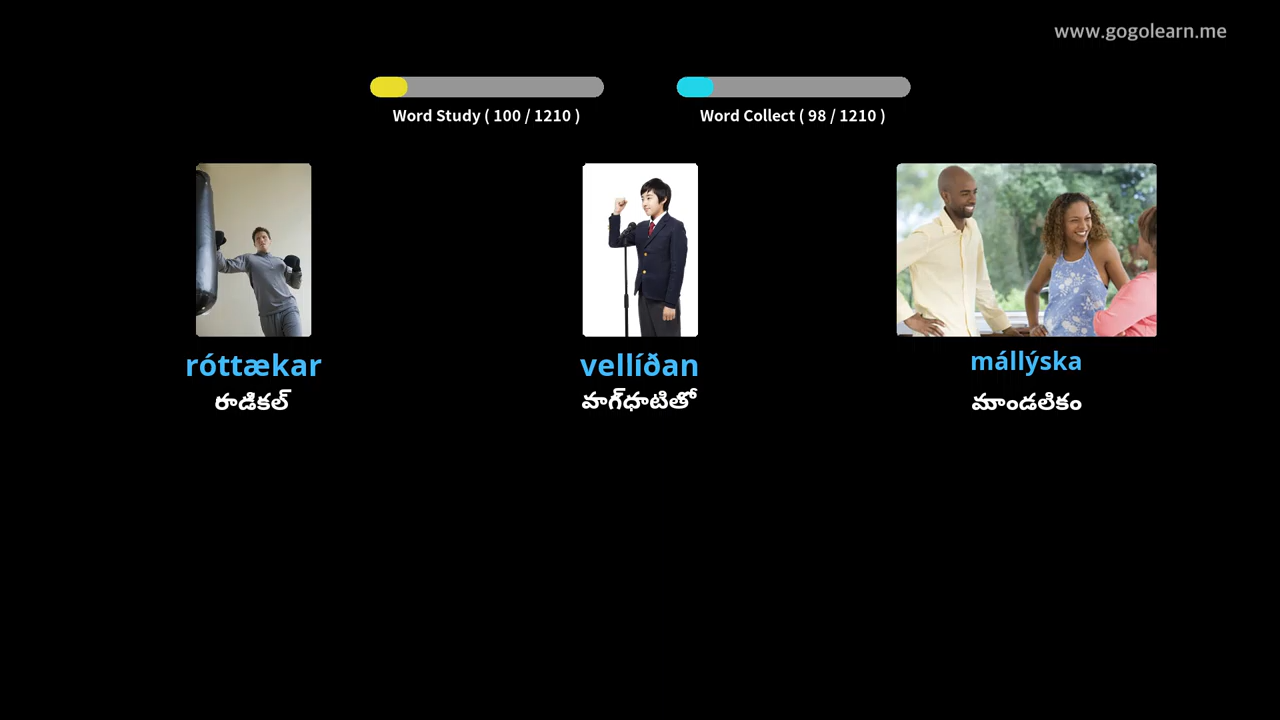 www.gogolearn.me
Word Study ( 100 / 1210 )
Word Collect ( 98 / 1210 )
róttækar
vellíðan
mállýska
రాడికల్
వాగ్ధాటితో
మాండలికం